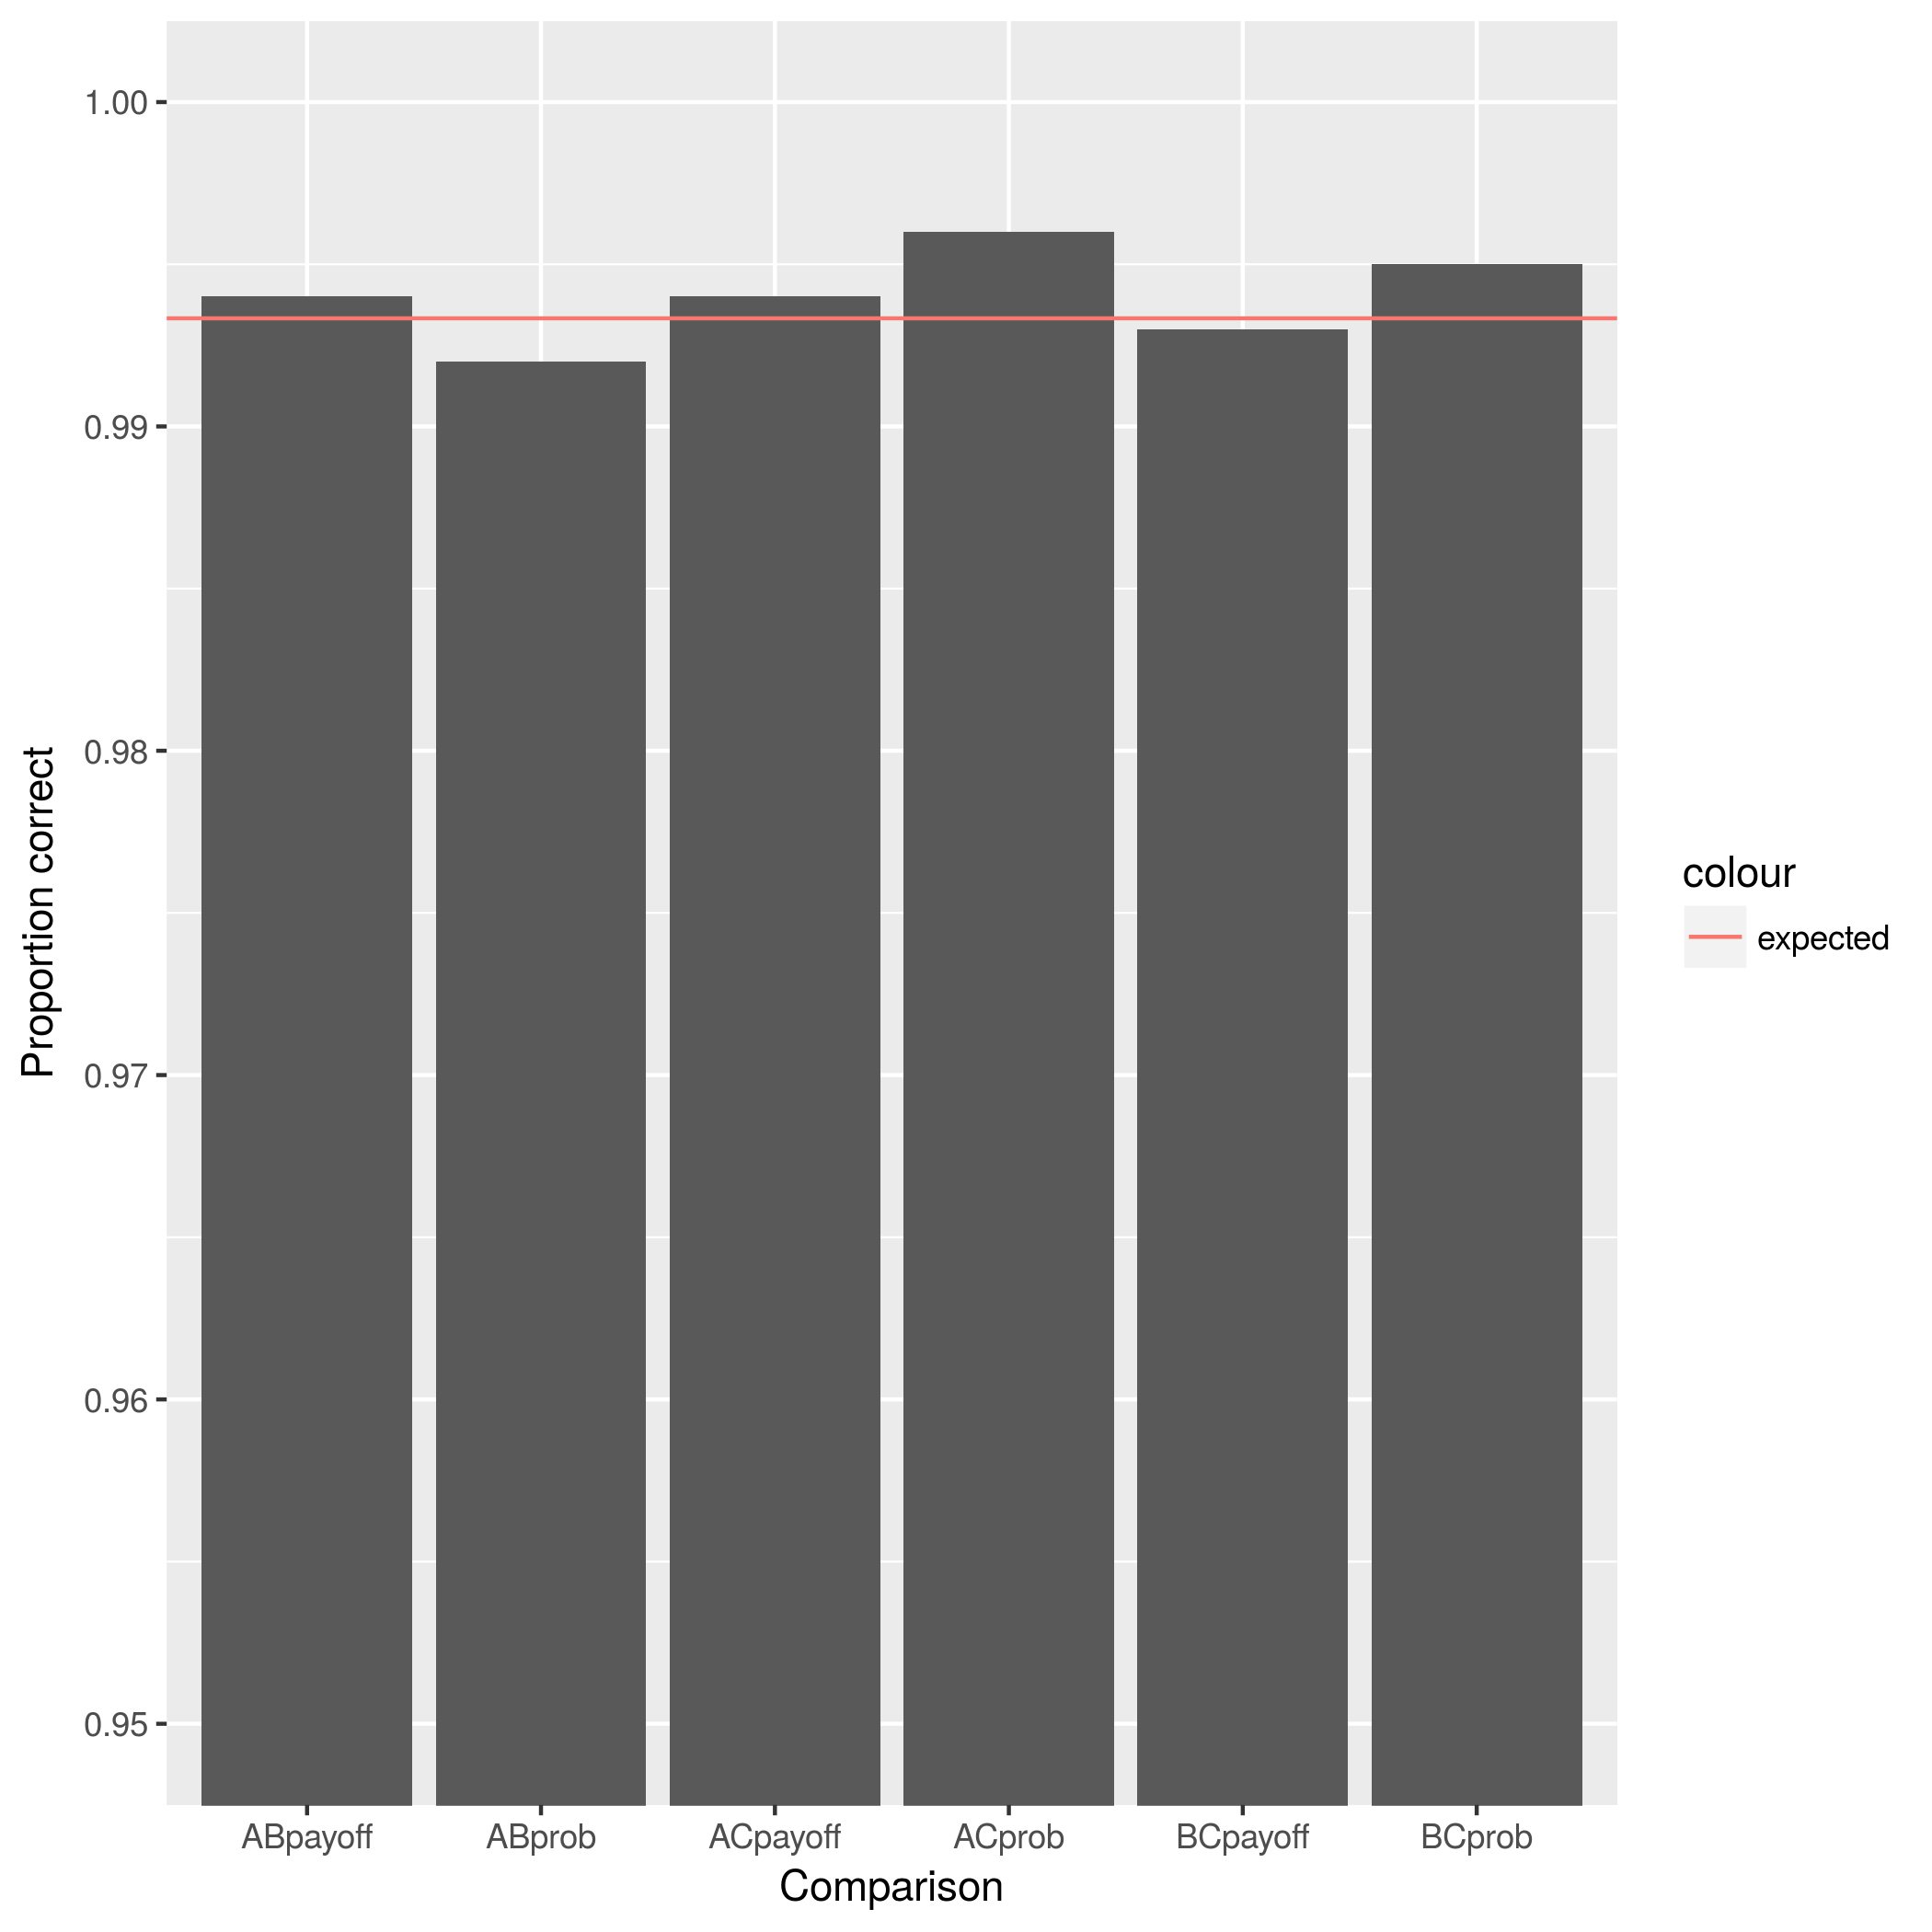 1.00
0.99
0.98
0.97
0.96
0.95
Proportion correct
ABpayoff ABprob ACpayoff ACprob BCpayoff BCprob
Comparison
colour
expected